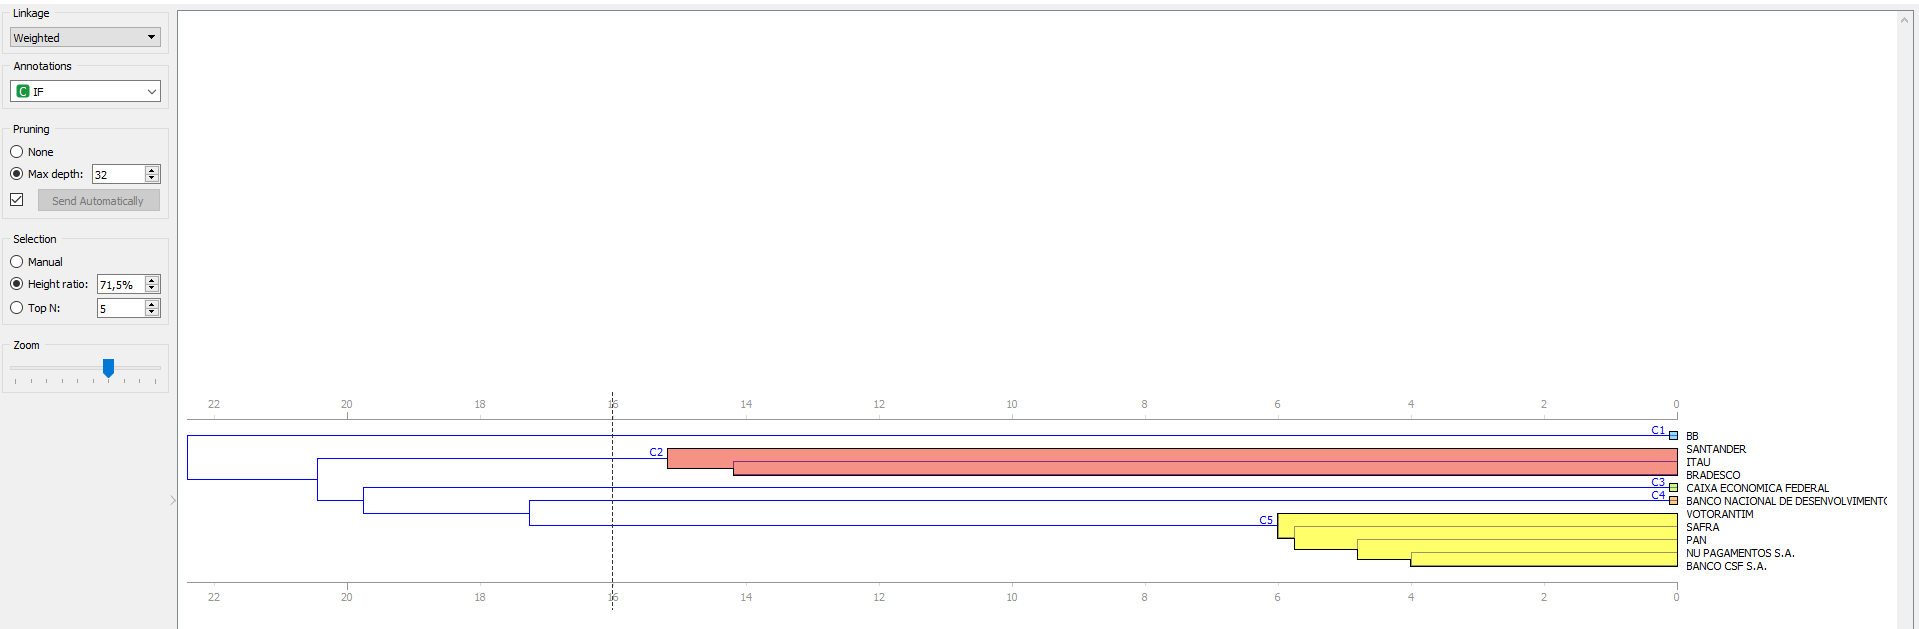 Linkage
Weighted
Annotations
C IF
Pruning
None
Max depth: 32
Send Automatically
Selection
Manual
Height ratio: 71,5%
Top N: 5
Zoom
22 20 18 16 14 12 10 8 6 4 2 0
C1 BB
C2 SANTANDER
ITAU
BRADESCO
C3 CAIXA ECONOMICA FEDERAL
C4 BANCO NACIONAL DE DESENVOLVIMENTO
C5 VOTORANTIM
SAFRA
PAN
NU PAGAMENTOS S.A.
BANCO CSF S.A.
22 20 18 16 14 12 10 8 6 4 2 0